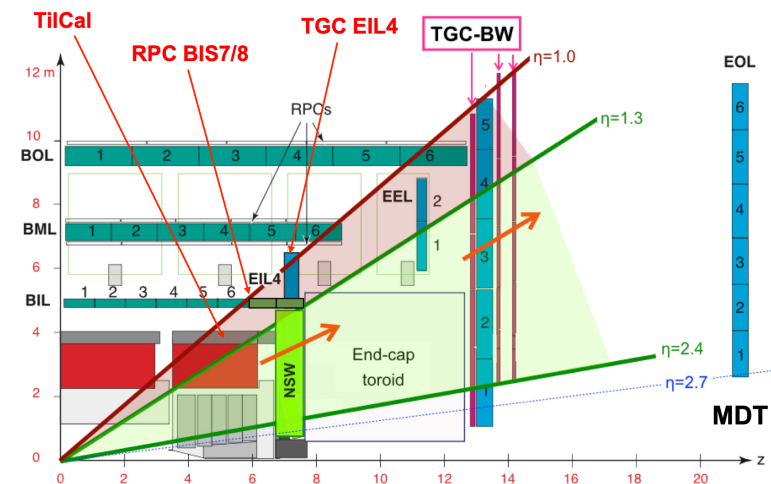 TilCal
RPC BIS7/8
TGC EIL4
TGC-BW
η=1.0
EOL
12 m
RPCs
η=1.3
10
BOL
1 2 3 4 5 6
8
BML
1 2 3 4 5 6
EEL
2
1
6
EIL4
BIL
1 2 3 4 5 6
4
2
0
NSW
End-cap
toroid
5
4
3
2
1
6
5
4
3
2
1
η=2.4
η=2.7
MDT
z
0 2 4 6 8 10 12 14 16 18 20